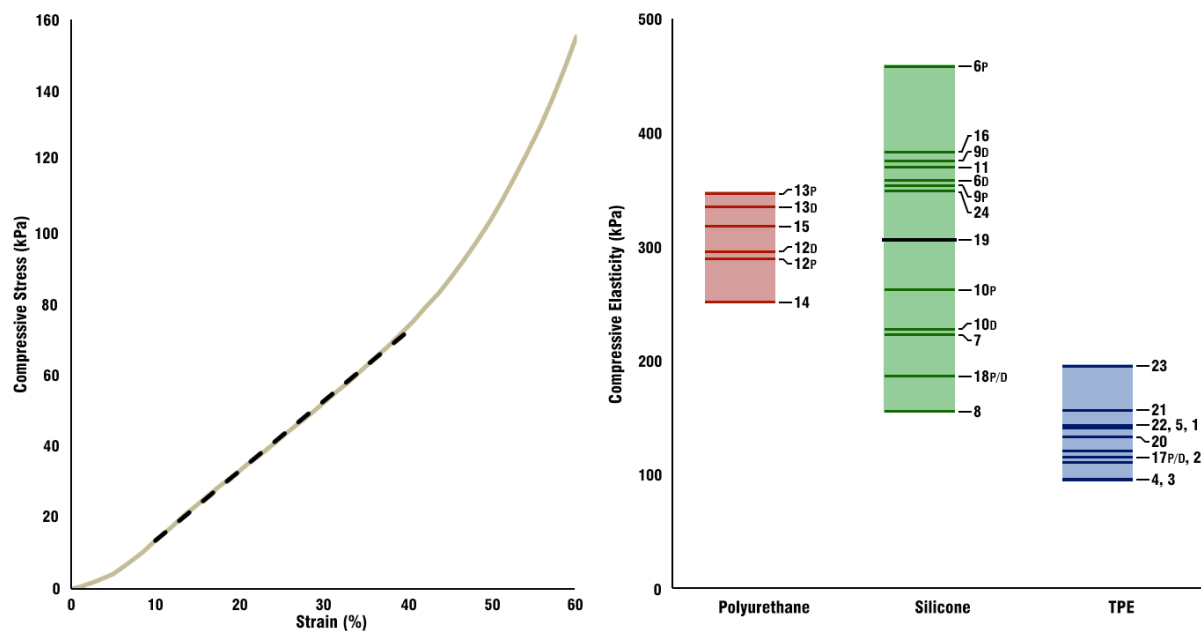 160
140
120
100
80
60
40
20
0
Compressive Stress (kPa)
0 10 20 30 40 50 60
Strain (%)
500
400
300
200
100
0
Compressive Elasticity (kPa)
13P
13D
15
12D
12P
14
6P
16
9D
11
6D
9P
24
19
10P
10D
7
18P/D
8
23
21
22, 5, 1
20
17P/D, 2
4, 3
Polyurethane Silicone TPE